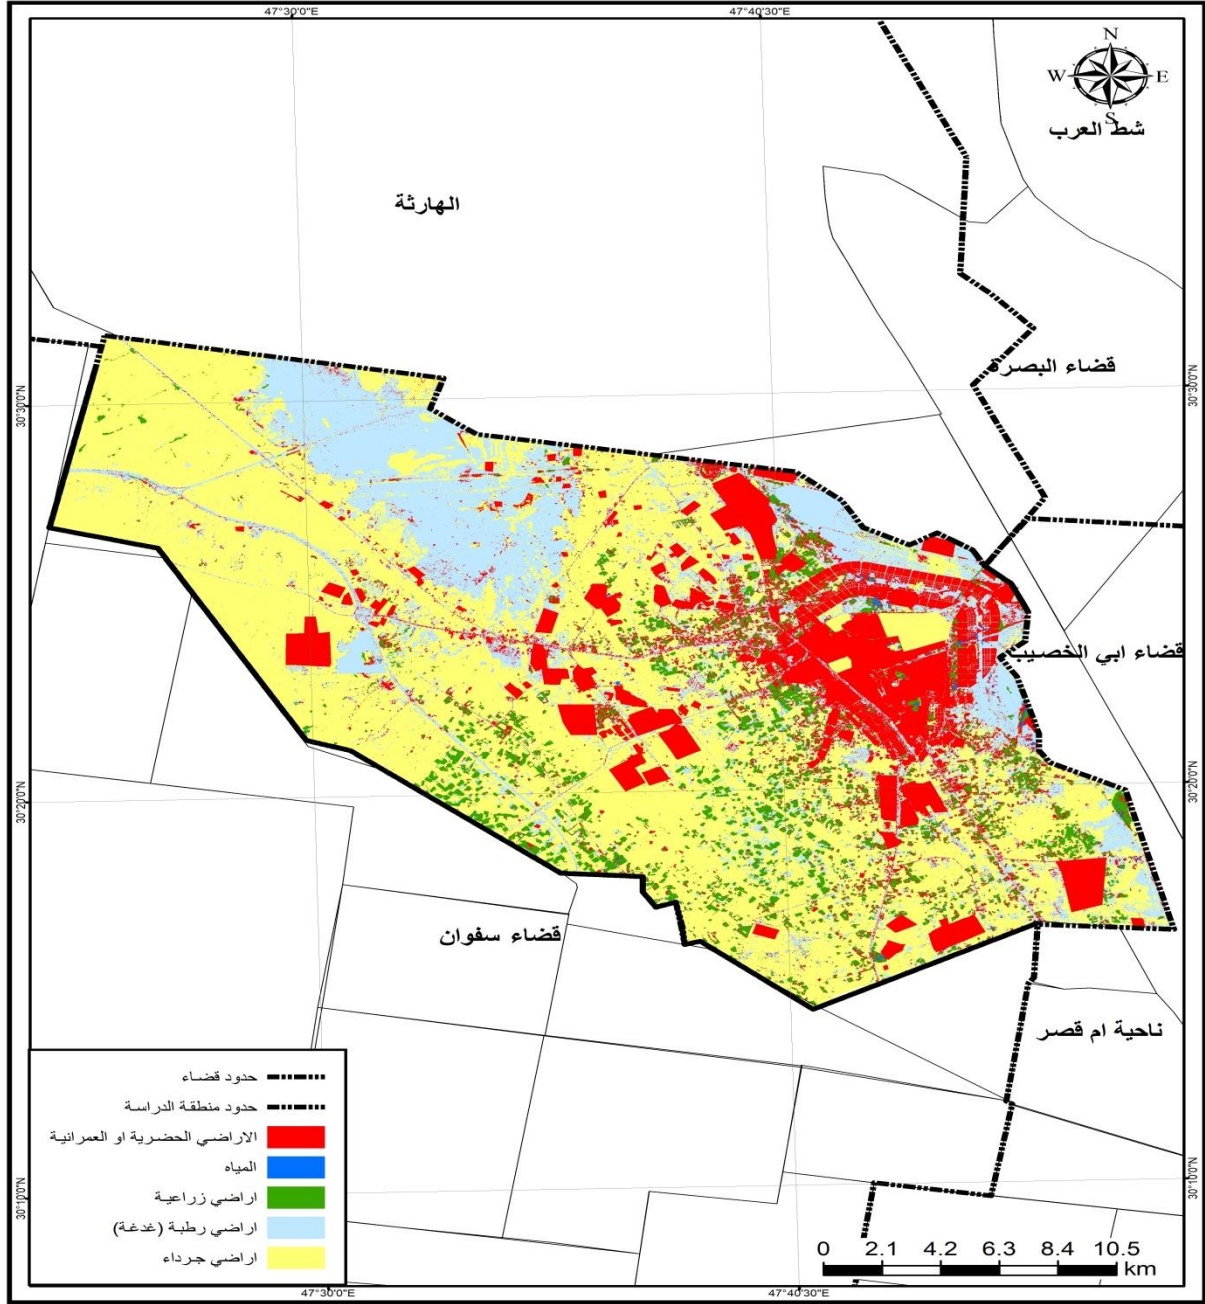 47°30'0"E
47°40'30"E
N
W
E
S
شط العرب
الهارثة
قضاء البصرة
30°30'0"N
30°30'0"N
قضاء ابي الخصيب
30°20'0"N
30°20'0"N
قضاء سفوان
ناحية ام قصر
حدود قضاء
حدود منطقة الدراسة
الاراضي الحضرية او العمرانية
المياه
اراضي زراعية
اراضي رطبة (غدغة)
اراضي جرداء
30°10'0"N
30°10'0"N
0 2.1 4.2 6.3 8.4 10.5
km
47°30'0"E
47°40'30"E